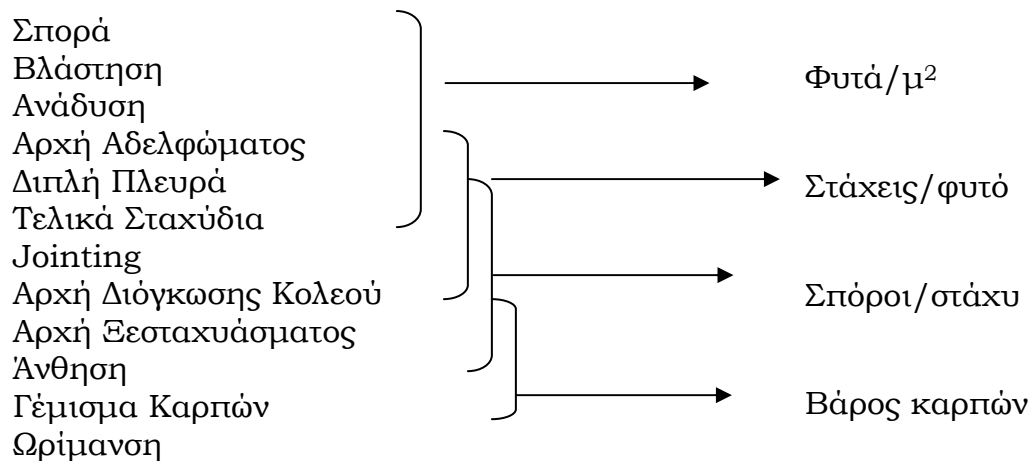 Σπορά
Βλάστηση
Ανάδυση
Αρχή Αδελφώματος
Διπλή Πλευρά
Τελικά Σταχύδια
Jointing
Αρχή Διόγκωσης Κολεού
Αρχή Ξεσταχυάσματος
Άνθηση
Γέμισμα Καρπών
Ωρίμανση
Φυτά/μ²
Στάχεις/φυτό
Σπόροι/στάχυ
Βάρος καρπών